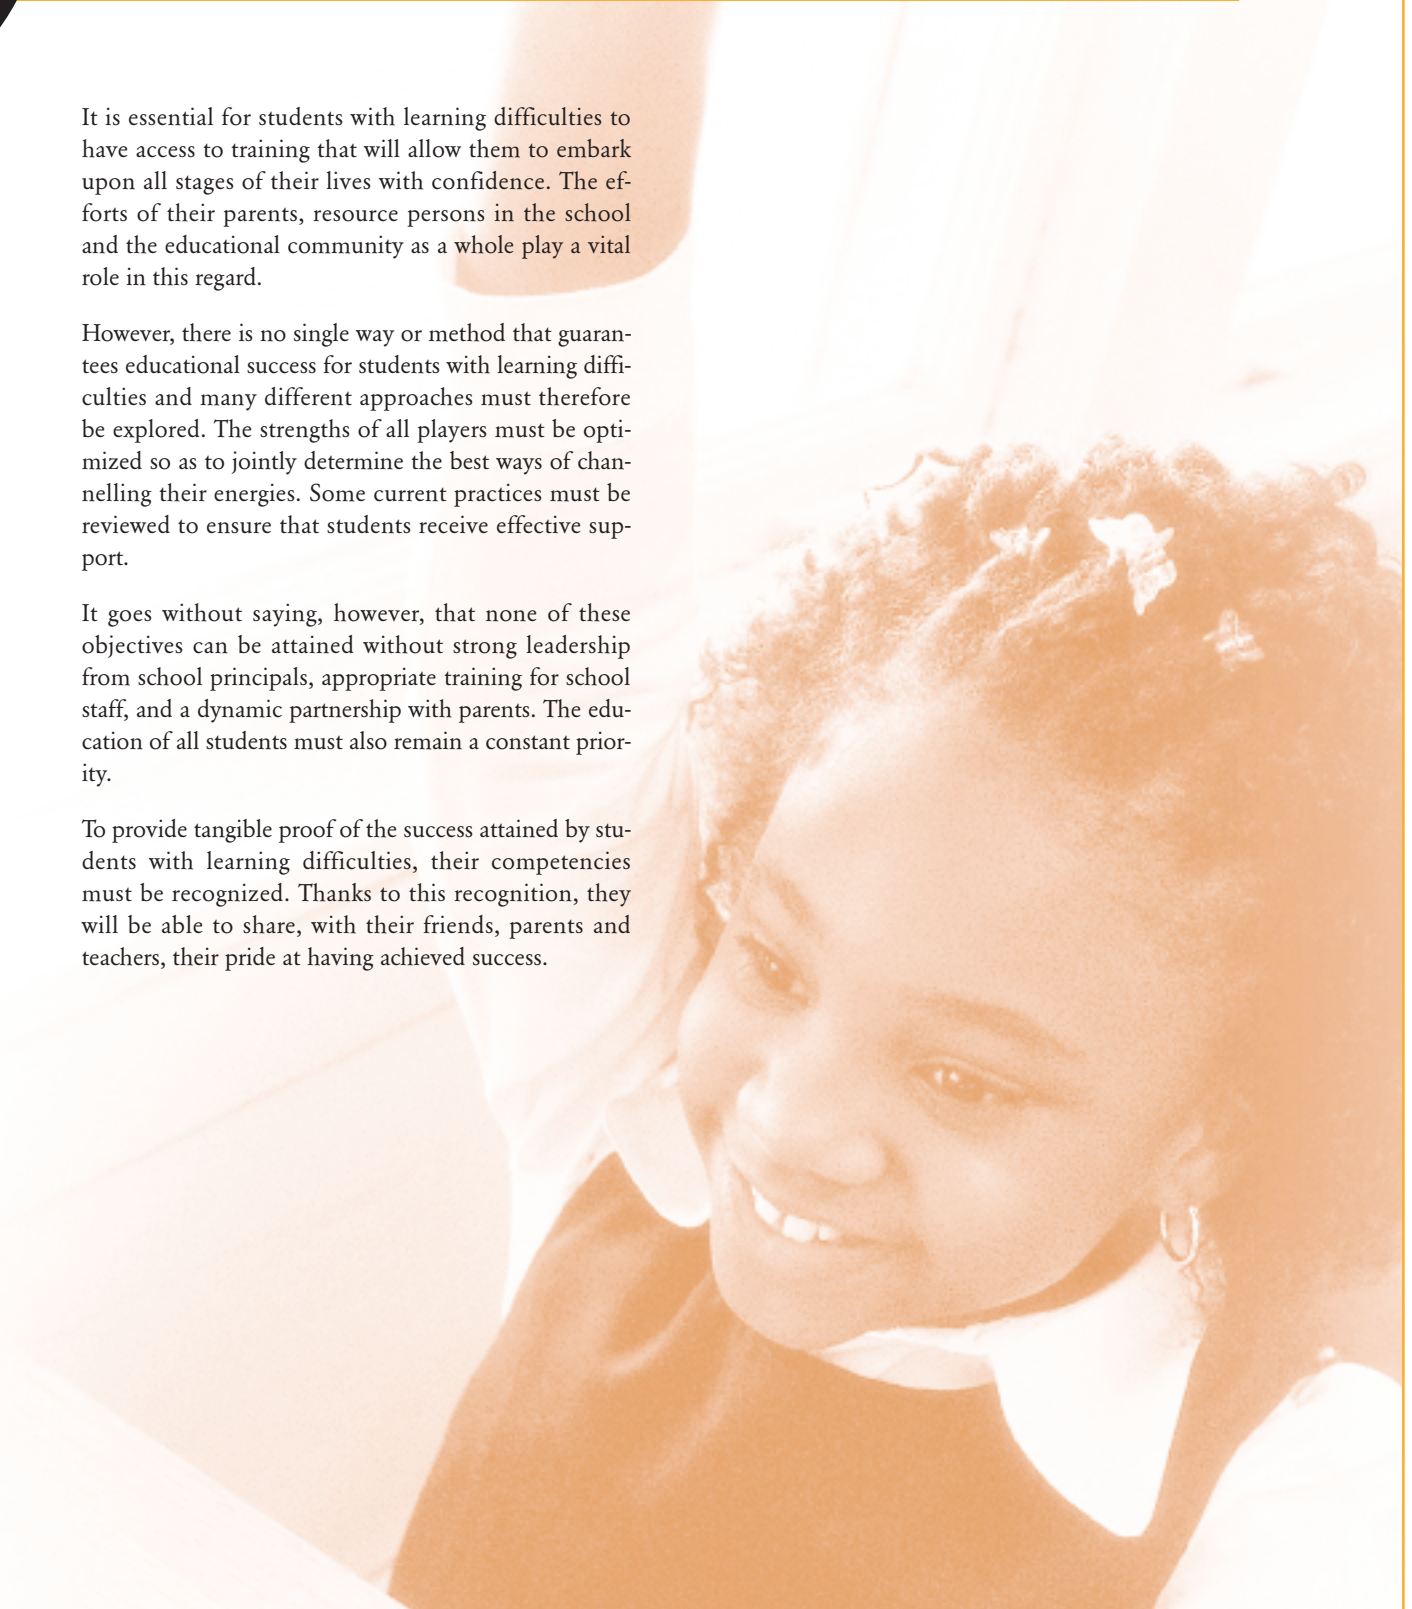 It is essential for students with learning difficulties to
have access to training that will allow them to embark
upon all stages of their lives with confidence. The ef-
forts of their parents, resource persons in the school
and the educational community as a whole play a vital
role in this regard.
However, there is no single way or method that guaran-
tees educational success for students with learning diffi-
culties and many different approaches must therefore
be explored. The strengths of all players must be opti-
mized so as to jointly determine the best ways of chan-
nelling their energies. Some current practices must be
reviewed to ensure that students receive effective sup-
port.
It goes without saying, however, that none of these
objectives can be attained without strong leadership
from school principals, appropriate training for school
staff, and a dynamic partnership with parents. The edu-
cation of all students must also remain a constant prior-
ity.
To provide tangible proof of the success attained by stu-
dents with learning difficulties, their competencies
must be recognized. Thanks to this recognition, they
will be able to share, with their friends, parents and
teachers, their pride at having achieved success.